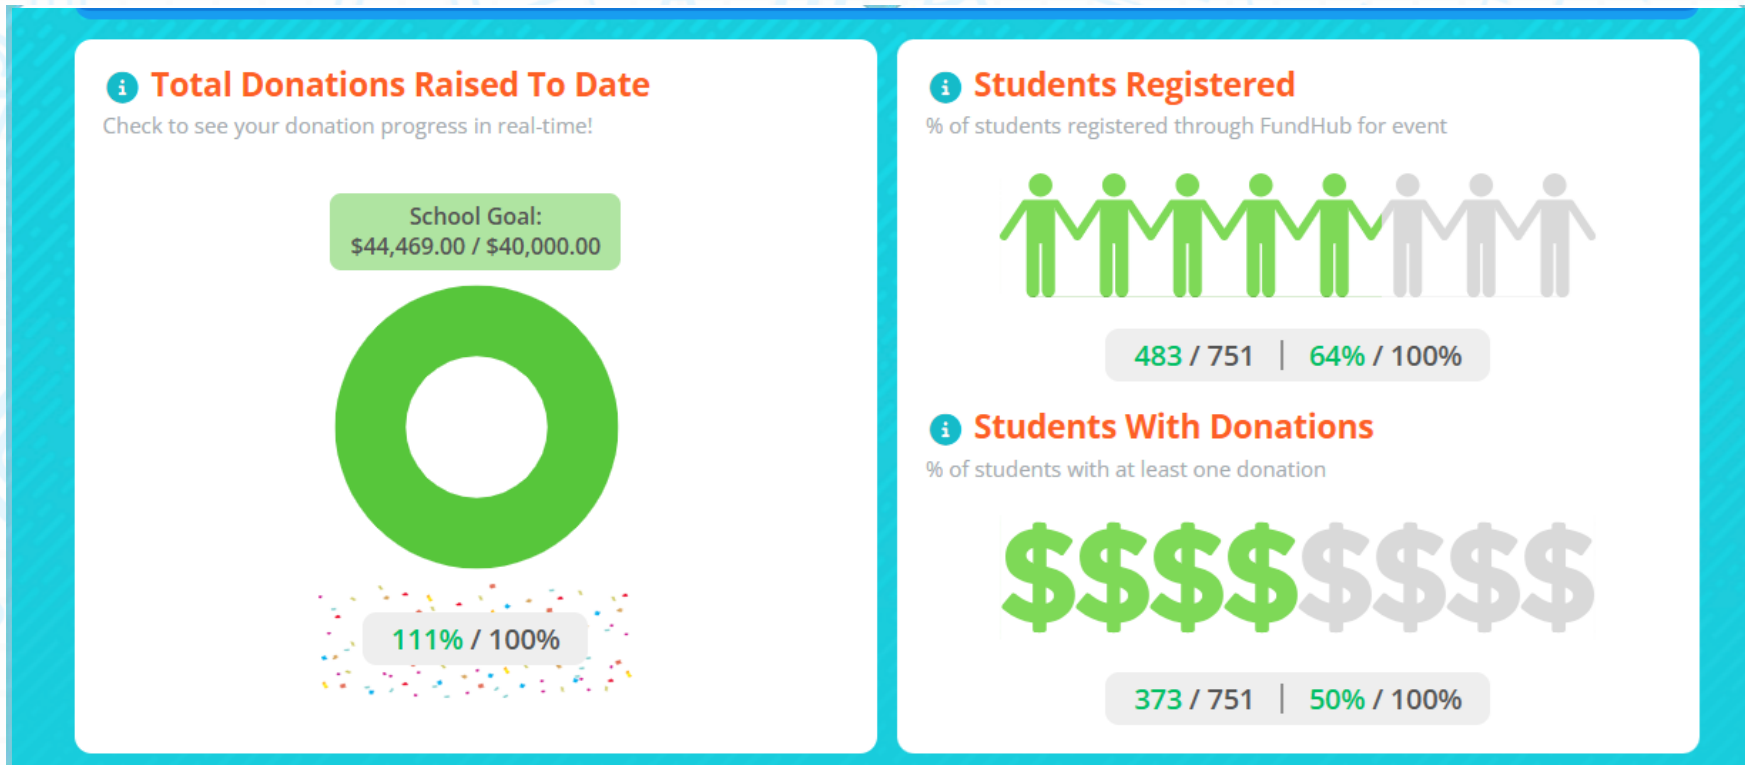 Total Donations Raised To Date
Check to see your donation progress in real-time!
School Goal:
$44,469.00 / $40,000.00
111% / 100%
Students Registered
% of students registered through FundHub for event
483 / 751 | 64% / 100%
Students With Donations
% of students with at least one donation
$$$$$$$$
373 / 751 | 50% / 100%